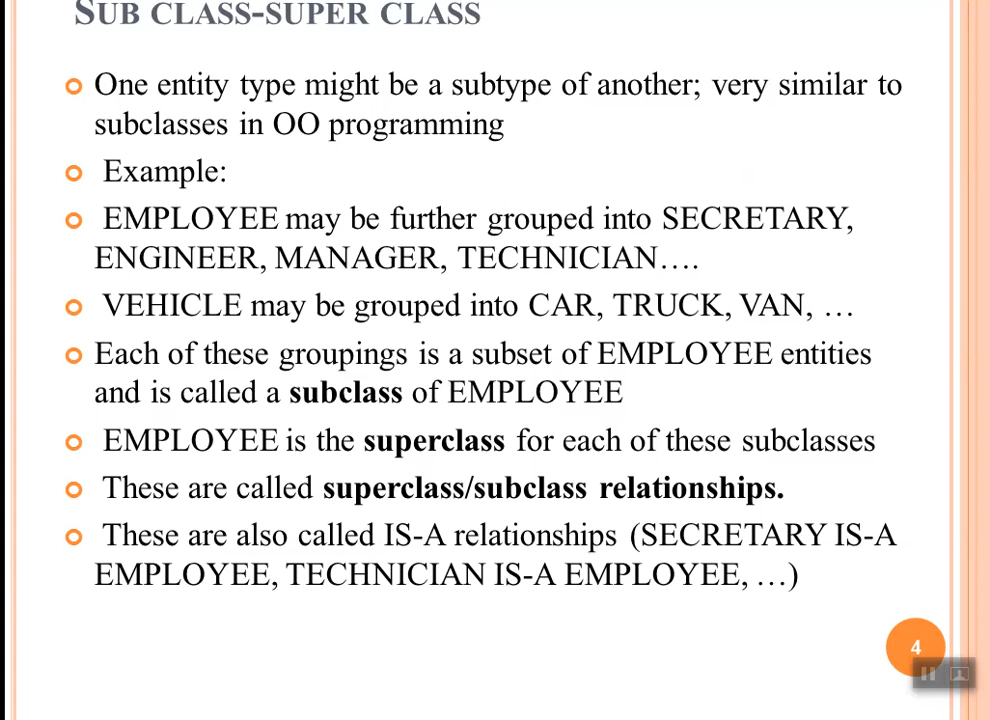 SUB CLASS-SUPER CLASS
One entity type might be a subtype of another; very similar to
subclasses in OO programming
Example:
EMPLOYEE may be further grouped into SECRETARY,
ENGINEER, MANAGER, TECHNICIAN….
VEHICLE may be grouped into CAR, TRUCK, VAN, …
Each of these groupings is a subset of EMPLOYEE entities
and is called a subclass of EMPLOYEE
EMPLOYEE is the superclass for each of these subclasses
These are called superclass/subclass relationships.
These are also called IS-A relationships (SECRETARY IS-A
EMPLOYEE, TECHNICIAN IS-A EMPLOYEE, …)
4